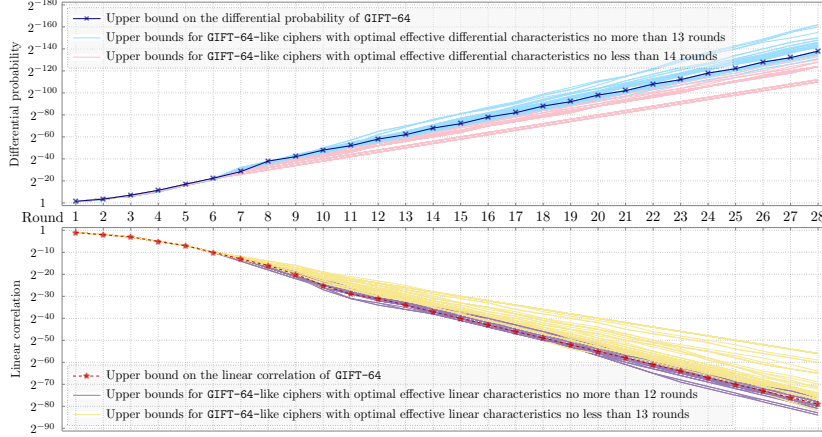 2^−180
Upper bound on the differential probability of GIFT-64
2^−160
Upper bounds for GIFT-64-like ciphers with optimal effective differential characteristics no more than 13 rounds
2^−140
Upper bounds for GIFT-64-like ciphers with optimal effective differential characteristics no less than 14 rounds
2^−120
2^−100
2^−80
2^−60
2^−40
2^−20
1
Differential probability
Round 1 2 3 4 5 6 7 8 9 10 11 12 13 14 15 16 17 18 19 20 21 22 23 24 25 26 27 28
1
2^−10
2^−20
2^−30
2^−40
2^−50
2^−60
Upper bound on the linear correlation of GIFT-64
2^−70
Upper bounds for GIFT-64-like ciphers with optimal effective linear characteristics no more than 12 rounds
2^−80
Upper bounds for GIFT-64-like ciphers with optimal effective linear characteristics no less than 13 rounds
2^−90
Linear correlation